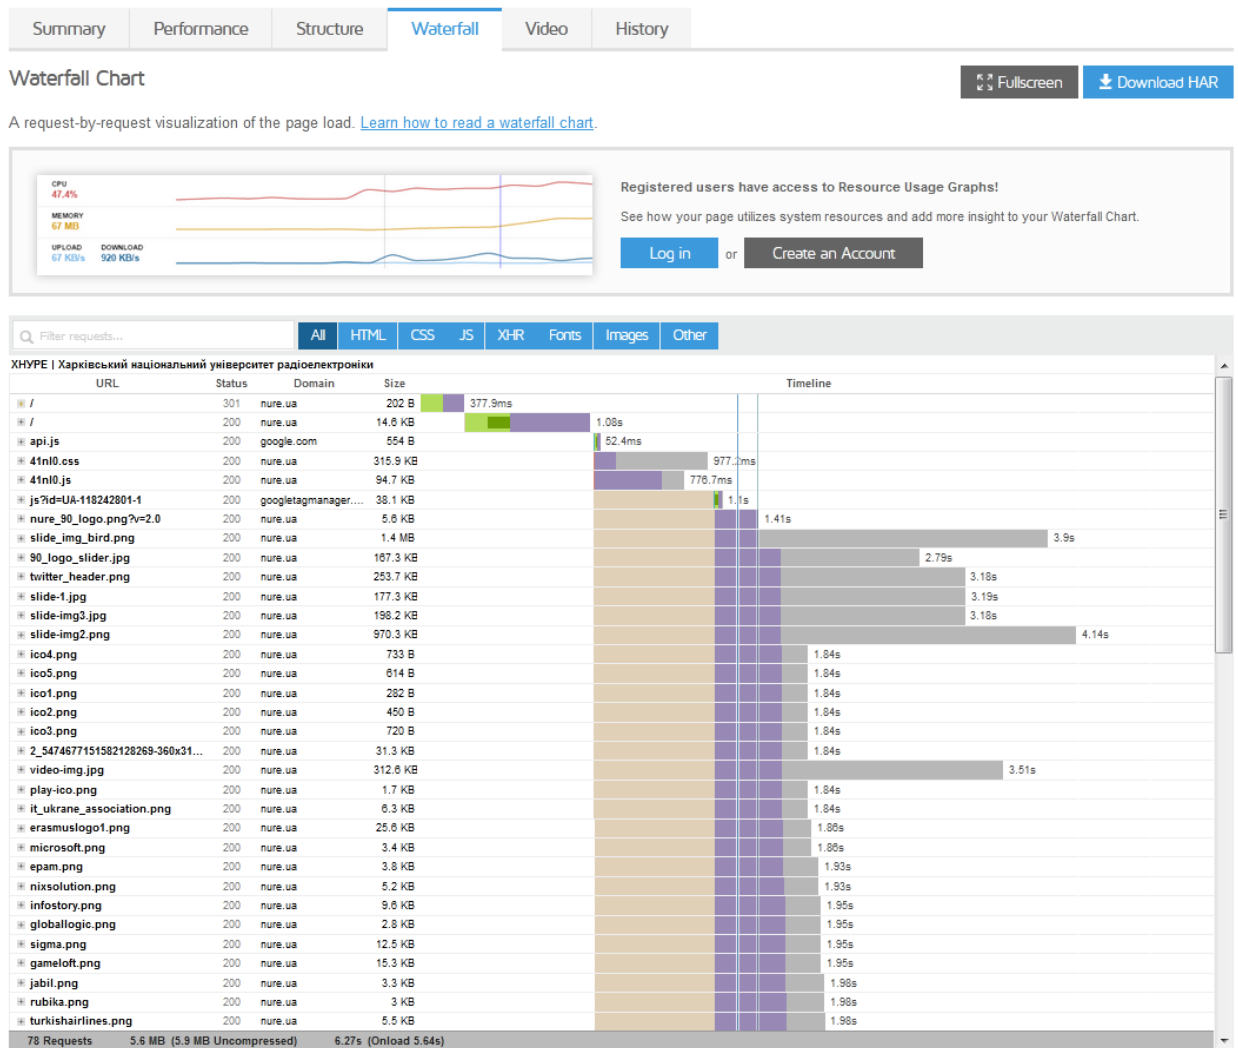 Summary Performance Structure Waterfall Video History
Waterfall Chart
Fullscreen Download HAR
A request-by-request visualization of the page load. Learn how to read a waterfall chart.
CPU
47.4%
MEMORY
67 MB
UPLOAD DOWNLOAD
67 KB/s 920 KB/s
Registered users have access to Resource Usage Graphs!
See how your page utilizes system resources and add more insight to your Waterfall Chart.
Log in or Create an Account
Filter requests... All HTML CSS JS XHR Fonts Images Other
ХНУРЕ | Харківський національний університет радіоелектроніки
URL Status Domain Size Timeline
/ 301 nure.ua 202 B 377.9ms
/ 200 nure.ua 14.6 KB 1.08s
api.js 200 google.com 554 B 52.4ms
41nl0.css 200 nure.ua 315.9 KB 977.2ms
41nl0.js 200 nure.ua 94.7 KB 776.7ms
js?id=UA-118242801-1 200 googletagmanager.... 38.1 KB 1.1s
nure_90_logo.png?v=2.0 200 nure.ua 5.6 KB 1.41s
slide_img_bird.png 200 nure.ua 1.4 MB 3.9s
90_logo_slider.jpg 200 nure.ua 167.3 KB 2.79s
twitter_header.png 200 nure.ua 253.7 KB 3.18s
slide-1.jpg 200 nure.ua 177.3 KB 3.19s
slide-img3.jpg 200 nure.ua 198.2 KB 3.18s
slide-img2.png 200 nure.ua 970.3 KB 4.14s
ico4.png 200 nure.ua 733 B 1.84s
ico5.png 200 nure.ua 614 B 1.84s
ico1.png 200 nure.ua 282 B 1.84s
ico2.png 200 nure.ua 450 B 1.84s
ico3.png 200 nure.ua 720 B 1.84s
2_5474677151582128269-360x31... 200 nure.ua 31.3 KB 1.84s
video-img.jpg 200 nure.ua 312.6 KB 3.51s
play-ico.png 200 nure.ua 1.7 KB 1.84s
it_ukrane_association.png 200 nure.ua 6.3 KB 1.84s
erasmuslogo1.png 200 nure.ua 25.6 KB 1.86s
microsoft.png 200 nure.ua 3.4 KB 1.86s
epam.png 200 nure.ua 3.8 KB 1.93s
nixsolution.png 200 nure.ua 5.2 KB 1.93s
infostory.png 200 nure.ua 9.6 KB 1.95s
globallogic.png 200 nure.ua 2.8 KB 1.95s
sigma.png 200 nure.ua 12.5 KB 1.95s
gameloft.png 200 nure.ua 15.3 KB 1.95s
jabil.png 200 nure.ua 3.3 KB 1.98s
rubika.png 200 nure.ua 3 KB 1.98s
turkishairlines.png 200 nure.ua 5.5 KB 1.98s
78 Requests 5.6 MB (5.9 MB Uncompressed) 6.27s (Onload 5.64s)